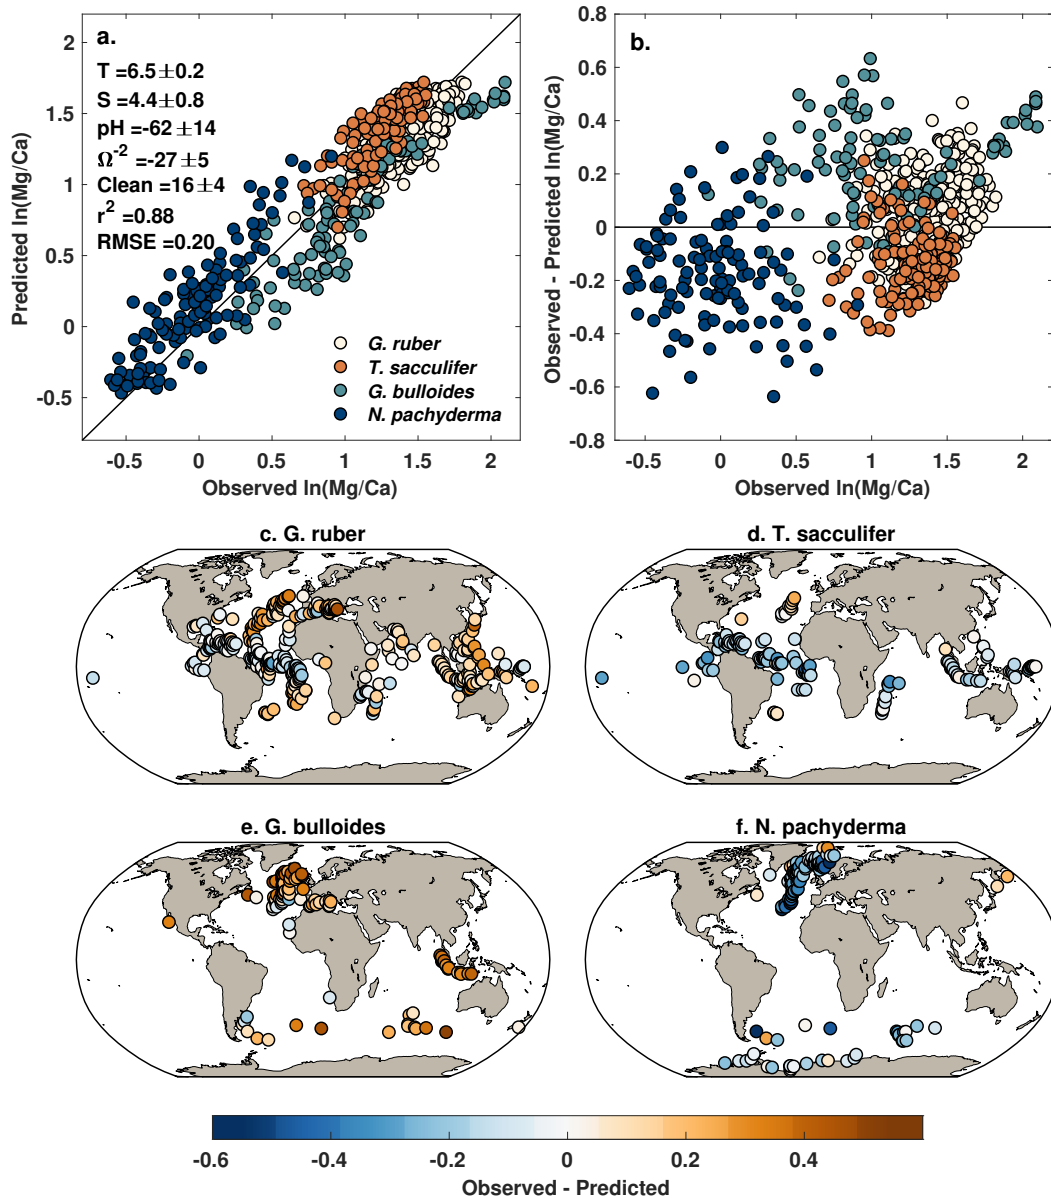 a.
T =6.5±0.2
S =4.4±0.8
pH =-62±14
Ω⁻² =-27±5
Clean =16±4
r² =0.88
RMSE =0.20
G. ruber
T. sacculifer
G. bulloides
N. pachyderma
2
1.5
1
0.5
0
-0.5
Predicted ln(Mg/Ca)
-0.5 0 0.5 1 1.5 2
Observed ln(Mg/Ca)
b.
0.8
0.6
0.4
0.2
0
-0.2
-0.4
-0.6
-0.8
Observed - Predicted ln(Mg/Ca)
-0.5 0 0.5 1 1.5 2
Observed ln(Mg/Ca)
c. G. ruber
d. T. sacculifer
e. G. bulloides
f. N. pachyderma
-0.6 -0.4 -0.2 0 0.2 0.4
Observed - Predicted